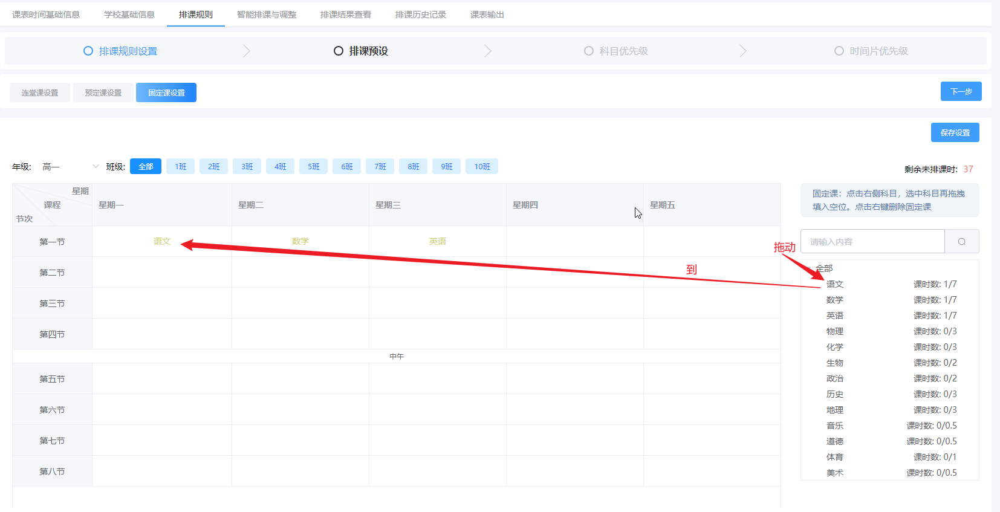 课表时间基础信息 学校基础信息 排课规则 智能排课与调整 排课结果查看 排课历史记录 课表输出
排课规则设置 排课预设 科目优先级 时间片优先级
连堂课设置 预定课设置 固定课设置 下一步
保存设置
年级: 高一 班级: 全部 1班 2班 3班 4班 5班 6班 7班 8班 9班 10班
剩余未排课时: 37
星期
课程
节次
星期一 星期二 星期三 星期四 星期五
固定课：点击右侧科目，选中科目再拖拽
填入空位。点击右键删除固定课
第一节 语文 数学 英语
请输入内容
拖动
到
全部
第二节
第三节
第四节
中午
第五节
第六节
第七节
第八节
语文 课时数: 1/7
数学 课时数: 1/7
英语 课时数: 1/7
物理 课时数: 0/3
化学 课时数: 0/3
生物 课时数: 0/2
政治 课时数: 0/2
历史 课时数: 0/3
地理 课时数: 0/3
音乐 课时数: 0/0.5
道德 课时数: 0/0.5
体育 课时数: 0/1
美术 课时数: 0/0.5